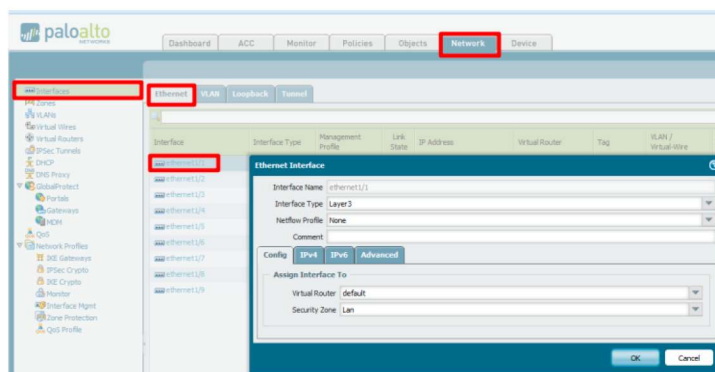 paloalto
NETWORKS
Dashboard ACC Monitor Policies Objects Network Device
Interfaces
Zones
VLANs
Virtual Wires
Virtual Routers
IPSec Tunnels
DHCP
DNS Proxy
GlobalProtect
Portals
Gateways
MDM
QoS
Network Profiles
IKE Gateways
IPSec Crypto
IKE Crypto
Monitor
Interface Mgmt
Zone Protection
QoS Profile
Ethernet VLAN Loopback Tunnel
Interface Interface Type Management Profile Link State IP Address Virtual Router Tag VLAN / Virtual-Wire
ethernet1/1
ethernet1/2
ethernet1/3
ethernet1/4
ethernet1/5
ethernet1/6
ethernet1/7
ethernet1/8
ethernet1/9
Ethernet Interface
Interface Name ethernet1/1
Interface Type Layer3
Netflow Profile None
Comment
Config IPv4 IPv6 Advanced
Assign Interface To
Virtual Router default
Security Zone Lan
OK Cancel